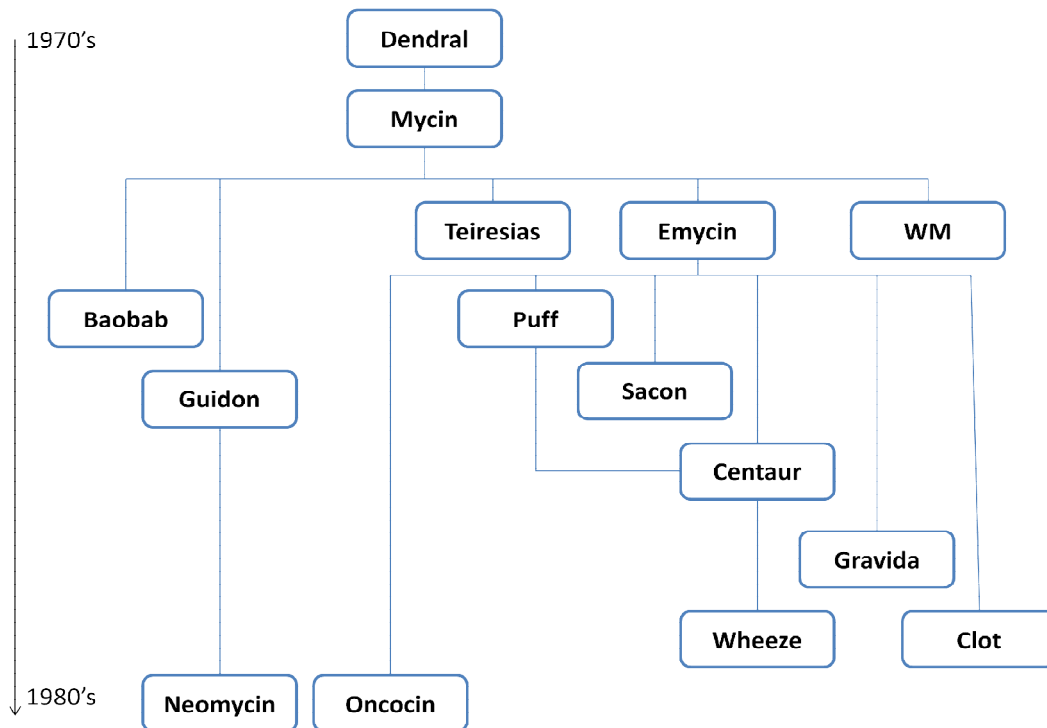 1970's
Dendral
Mycin
Teiresias
Emycin
WM
Baobab
Puff
Guidon
Sacon
Centaur
Gravida
Wheeze
Clot
1980's
Neomycin
Oncocin